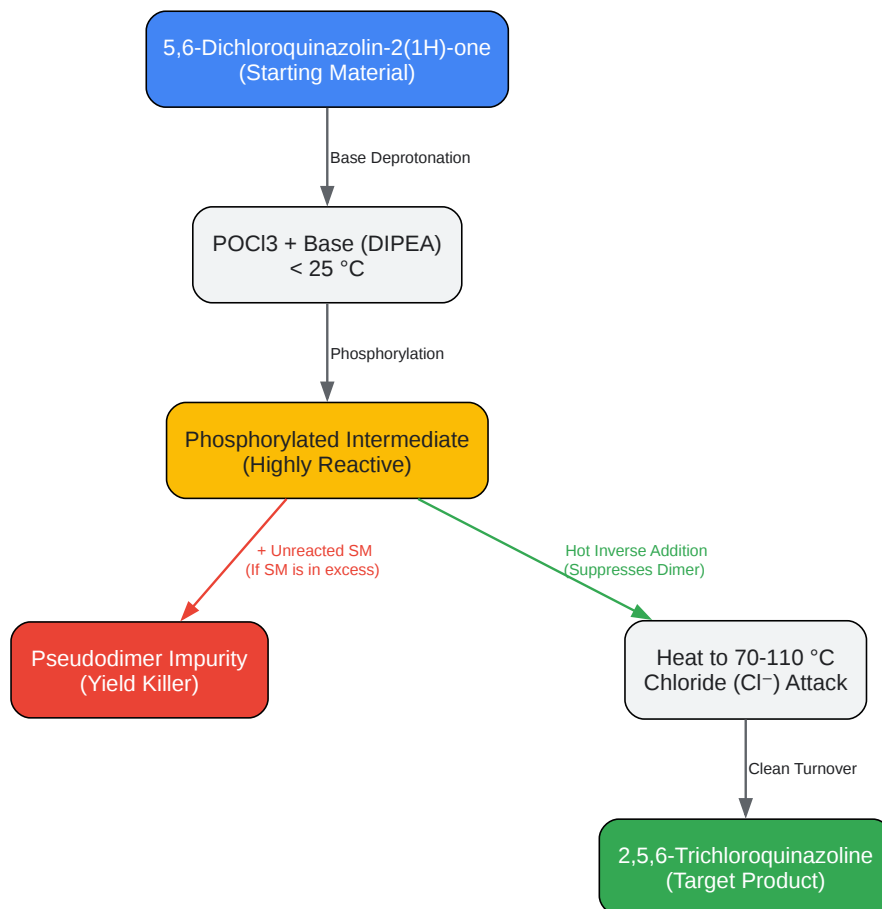 5,6-Dichloroquinazolin-2(1H)-one
(Starting Material)
Base Deprotonation
POCl3 + Base (DIPEA)
< 25 °C
Phosphorylation
Phosphorylated Intermediate
(Highly Reactive)
+ Unreacted SM
(If SM is in excess)
Hot Inverse Addition
(Suppresses Dimer)
Pseudodimer Impurity
(Yield Killer)
Heat to 70-110 °C
Chloride (Cl⁻) Attack
Clean Turnover
2,5,6-Trichloroquinazoline
(Target Product)